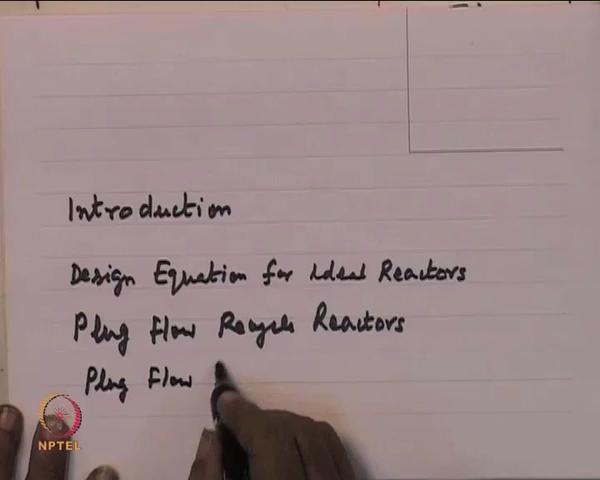 Introduction
Design Equation for Ideal Reactors
Plug flow Recycle Reactors
Plug Flow
NPTEL